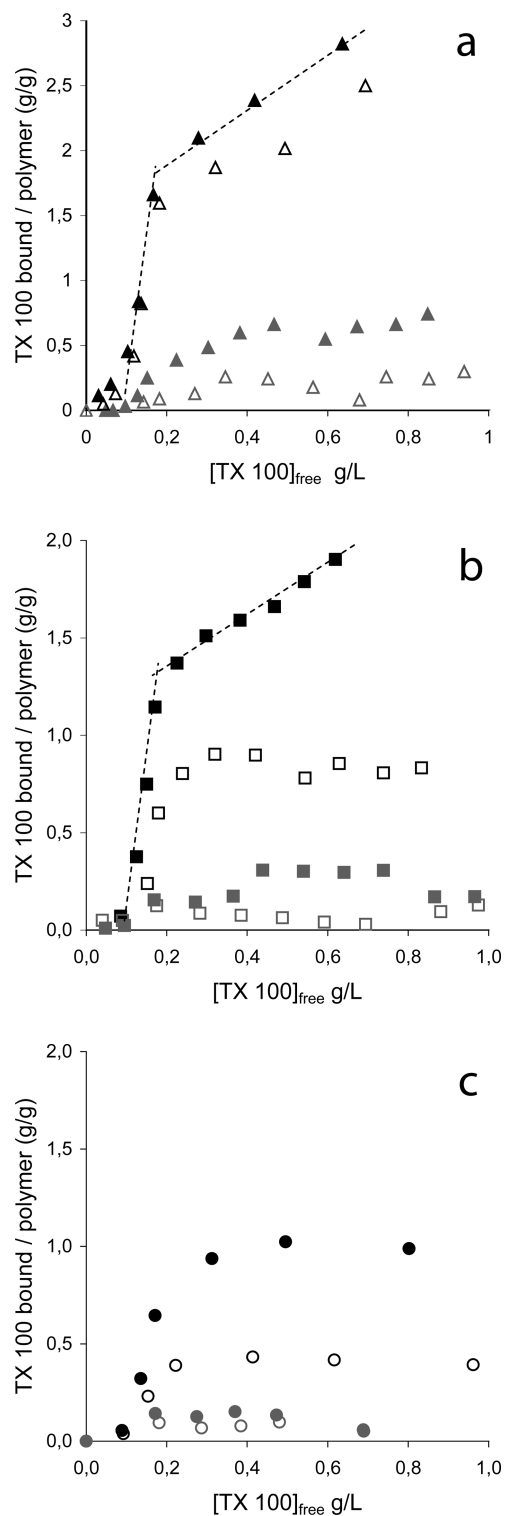 a
TX 100 bound / polymer (g/g)
3
2,5
2
1,5
1
0,5
0
0 0,2 0,4 0,6 0,8 1
[TX 100]free g/L
b
TX 100 bound / polymer (g/g)
2,0
1,5
1,0
0,5
0,0
0,0 0,2 0,4 0,6 0,8 1,0
[TX 100]free g/L
c
TX 100 bound / polymer (g/g)
2,0
1,5
1,0
0,5
0,0
0,0 0,2 0,4 0,6 0,8 1,0
[TX 100]free g/L